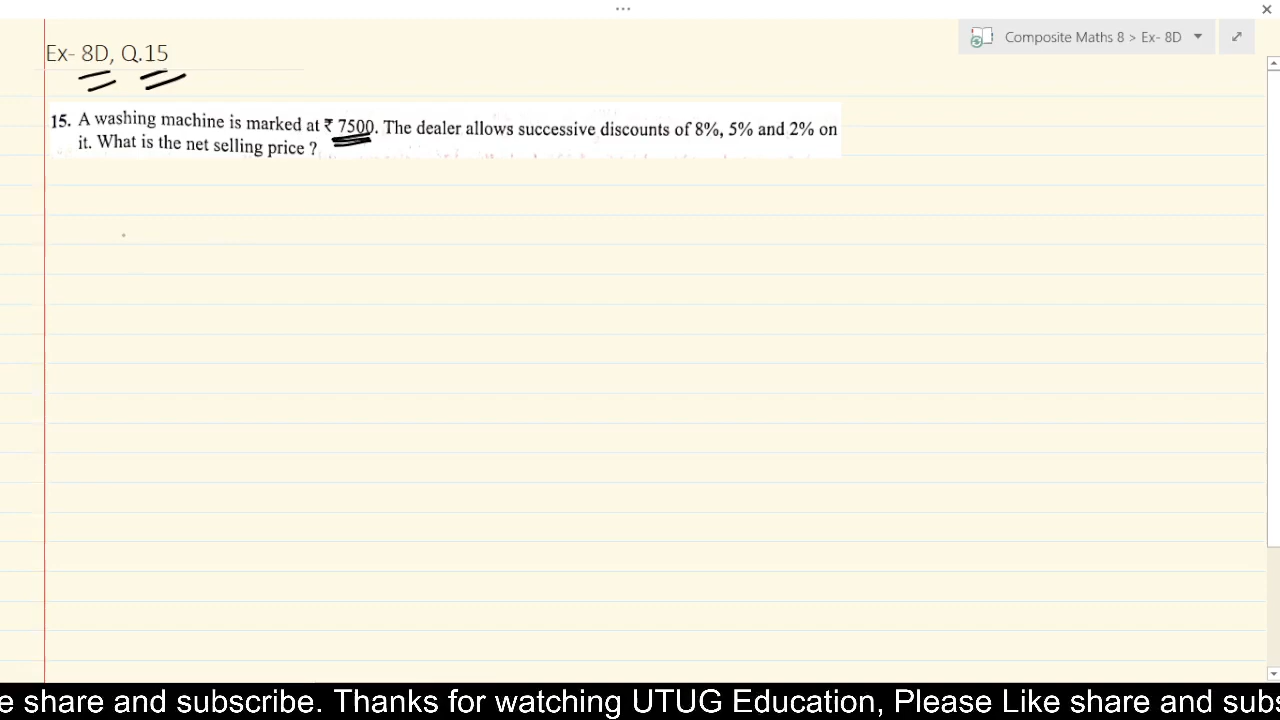 Ex- 8D, Q.15
Composite Maths 8 > Ex- 8D
15. A washing machine is marked at ₹ 7500. The dealer allows successive discounts of 8%, 5% and 2% on
it. What is the net selling price ?
e share and subscribe. Thanks for watching UTUG Education, Please Like share and subs